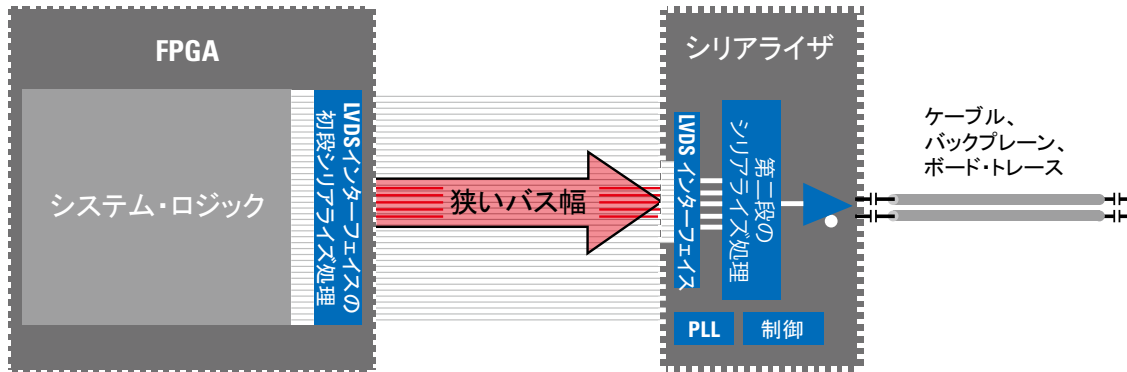 FPGA
システム・ロジック
LVDSインターフェイスの
初段シリアライズ処理
狭いバス幅
シリアライザ
LVDS インターフェイス
第二段の
シリアライズ処理
PLL
制御
ケーブル、
バックプレーン、
ボード・トレース